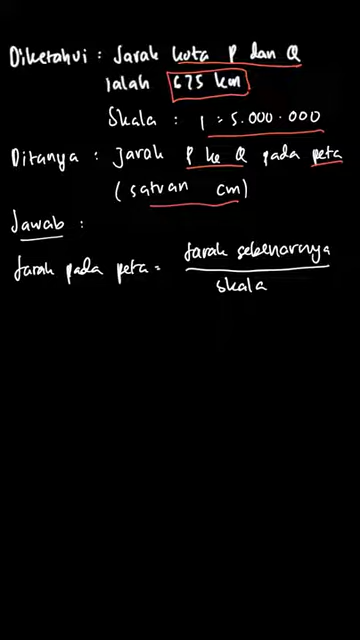 Diketahui : Jarak kota P dan Q
ialah 675 km
Skala : 1 : 5.000.000
Ditanya : Jarak P ke Q pada peta
(satuan cm)
Jawab :
Jarak pada peta = Jarak sebenarnya
skala